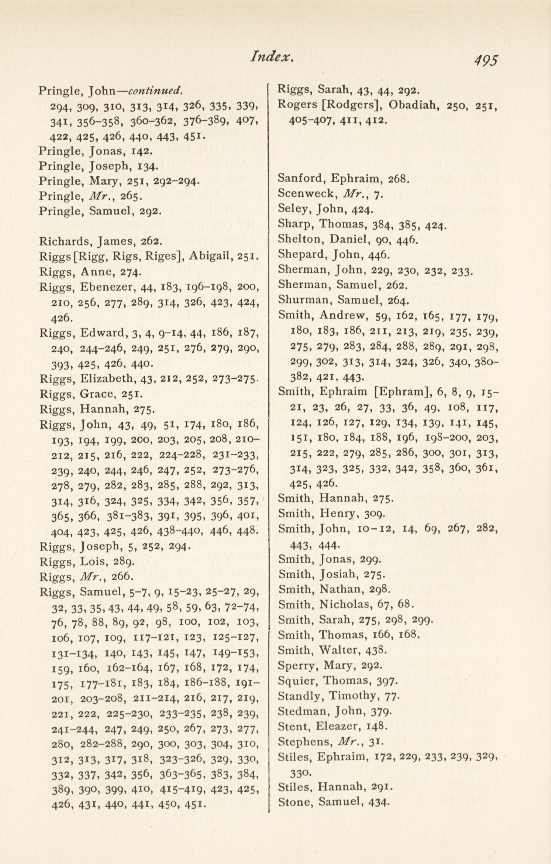 Index.
495
Pringle, John—continued.
294, 309, 310, 313, 314, 326, 335, 339,
341, 356–358, 360–362, 376–389, 407,
422, 425, 426, 440, 443, 451.
Pringle, Jonas, 142.
Pringle, Joseph, 134.
Pringle, Mary, 251, 292–294.
Pringle, Mr., 265.
Pringle, Samuel, 292.
Richards, James, 262.
Riggs [Rigg, Rigs, Riges], Abigail, 251.
Riggs, Anne, 274.
Riggs, Ebenezer, 44, 183, 196–198, 200,
210, 256, 277, 289, 314, 326, 423, 424,
426.
Riggs, Edward, 3, 4, 9–14, 44, 186, 187,
240, 244–246, 249, 251, 276, 279, 290,
393, 425, 426, 440.
Riggs, Elizabeth, 43, 212, 252, 273–275.
Riggs, Grace, 251.
Riggs, Hannah, 275.
Riggs, John, 43, 49, 51, 174, 180, 186,
193, 194, 199, 200, 203, 205, 208, 210–
212, 215, 216, 222, 224–228, 231–233,
239, 240, 244, 246, 247, 252, 273–276,
278, 279, 282, 283, 285, 288, 292, 313,
314, 316, 324, 325, 334, 342, 356, 357,
365, 366, 381–383, 391, 395, 396, 401,
404, 423, 425, 426, 438–440, 446, 448.
Riggs, Joseph, 5, 252, 294.
Riggs, Lois, 289.
Riggs, Mr., 266.
Riggs, Samuel, 5–7, 9, 15–23, 25–27, 29,
32, 33, 35, 43, 44, 49, 58, 59, 63, 72–74,
76, 78, 88, 89, 92, 98, 100, 102, 103,
106, 107, 109, 117–121, 123, 125–127,
131–134, 140, 143, 145, 147, 149–153,
159, 160, 162–164, 167, 168, 172, 174,
175, 177–181, 183, 184, 186–188, 191–
201, 203–208, 211–214, 216, 217, 219,
221, 222, 225–230, 233–235, 238, 239,
241–244, 247, 249, 250, 267, 273, 277,
280, 282–288, 290, 300, 303, 304, 310,
312, 313, 317, 318, 323–326, 329, 330,
332, 337, 342, 356, 363–365, 383, 384,
389, 390, 399, 410, 415–419, 423, 425,
426, 431, 440, 441, 450, 451.
Riggs, Sarah, 43, 44, 292.
Rogers [Rodgers], Obadiah, 250, 251,
405–407, 411, 412.
Sanford, Ephraim, 268.
Scenweck, Mr., 7.
Seley, John, 424.
Sharp, Thomas, 384, 385, 424.
Shelton, Daniel, 90, 446.
Shepard, John, 446.
Sherman, John, 229, 230, 232, 233.
Sherman, Samuel, 262.
Shurman, Samuel, 264.
Smith, Andrew, 59, 162, 165, 177, 179,
180, 183, 186, 211, 213, 219, 235, 239,
275, 279, 283, 284, 288, 289, 291, 298,
299, 302, 313, 314, 324, 326, 340, 380–
382, 421, 443.
Smith, Ephraim [Ephram], 6, 8, 9, 15–
21, 23, 26, 27, 33, 36, 49, 108, 117,
124, 126, 127, 129, 134, 139, 141, 145,
151, 180, 184, 188, 196, 198–200, 203,
215, 222, 279, 285, 286, 300, 301, 313,
314, 323, 325, 332, 342, 358, 360, 361,
425, 426.
Smith, Hannah, 275.
Smith, Henry, 309.
Smith, John, 10–12, 14, 69, 267, 282,
443, 444.
Smith, Jonas, 299.
Smith, Josiah, 275.
Smith, Nathan, 298.
Smith, Nicholas, 67, 68.
Smith, Sarah, 275, 298, 299.
Smith, Thomas, 166, 168.
Smith, Walter, 438.
Sperry, Mary, 292.
Squier, Thomas, 397.
Standly, Timothy, 77.
Stedman, John, 379.
Stent, Eleazer, 148.
Stephens, Mr., 31.
Stiles, Ephraim, 172, 229, 233, 239, 329,
330.
Stiles, Hannah, 291.
Stone, Samuel, 434.